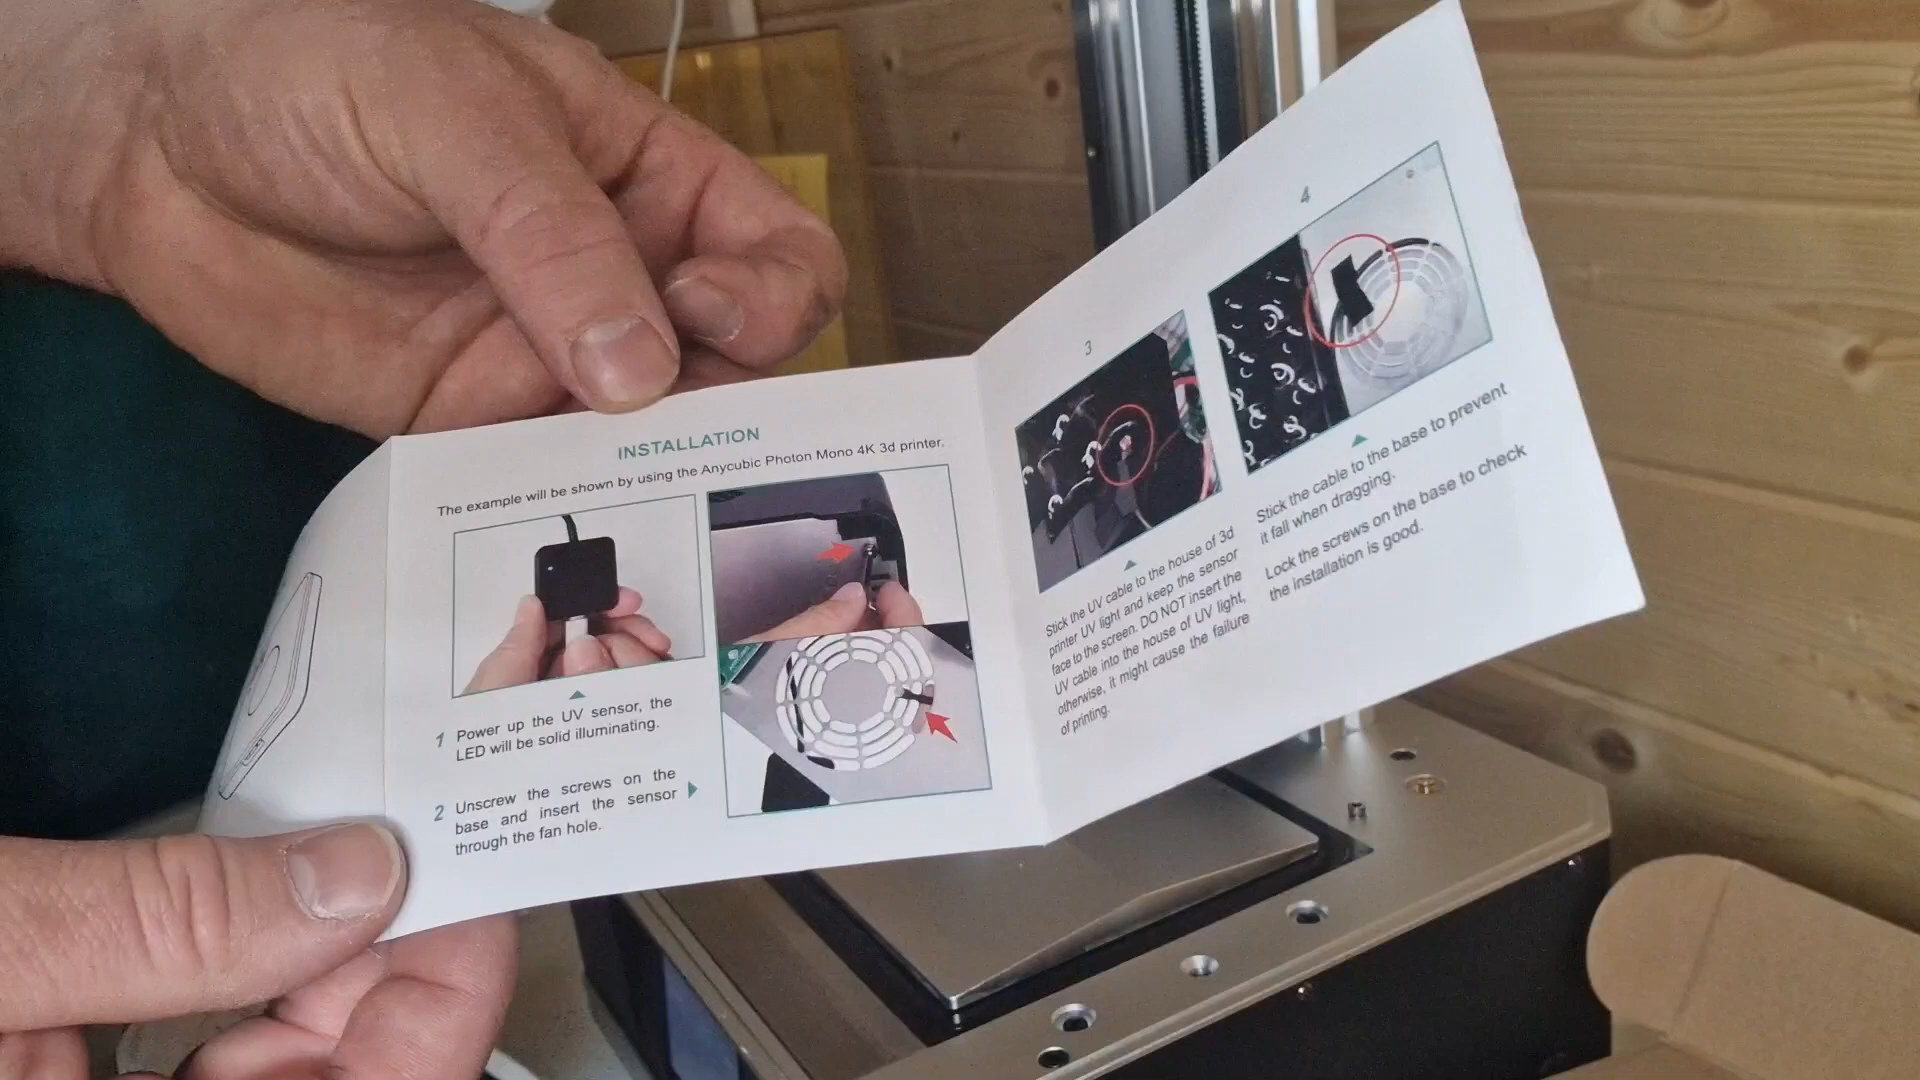 INSTALLATION
The example will be shown by using the Anycubic Photon Mono 4K 3d printer.
1 Power up the UV sensor, the
LED will be solid illuminating.
2 Unscrew the screws on the
base and insert the sensor
through the fan hole.
3
Stick the UV cable to the house of 3d
printer UV light and keep the sensor
face to the screen. DO NOT insert the
UV cable into the house of UV light,
otherwise, it might cause the failure
of printing.
4
Stick the cable to the base to prevent
it fall when dragging.
Lock the screws on the base to check
the installation is good.